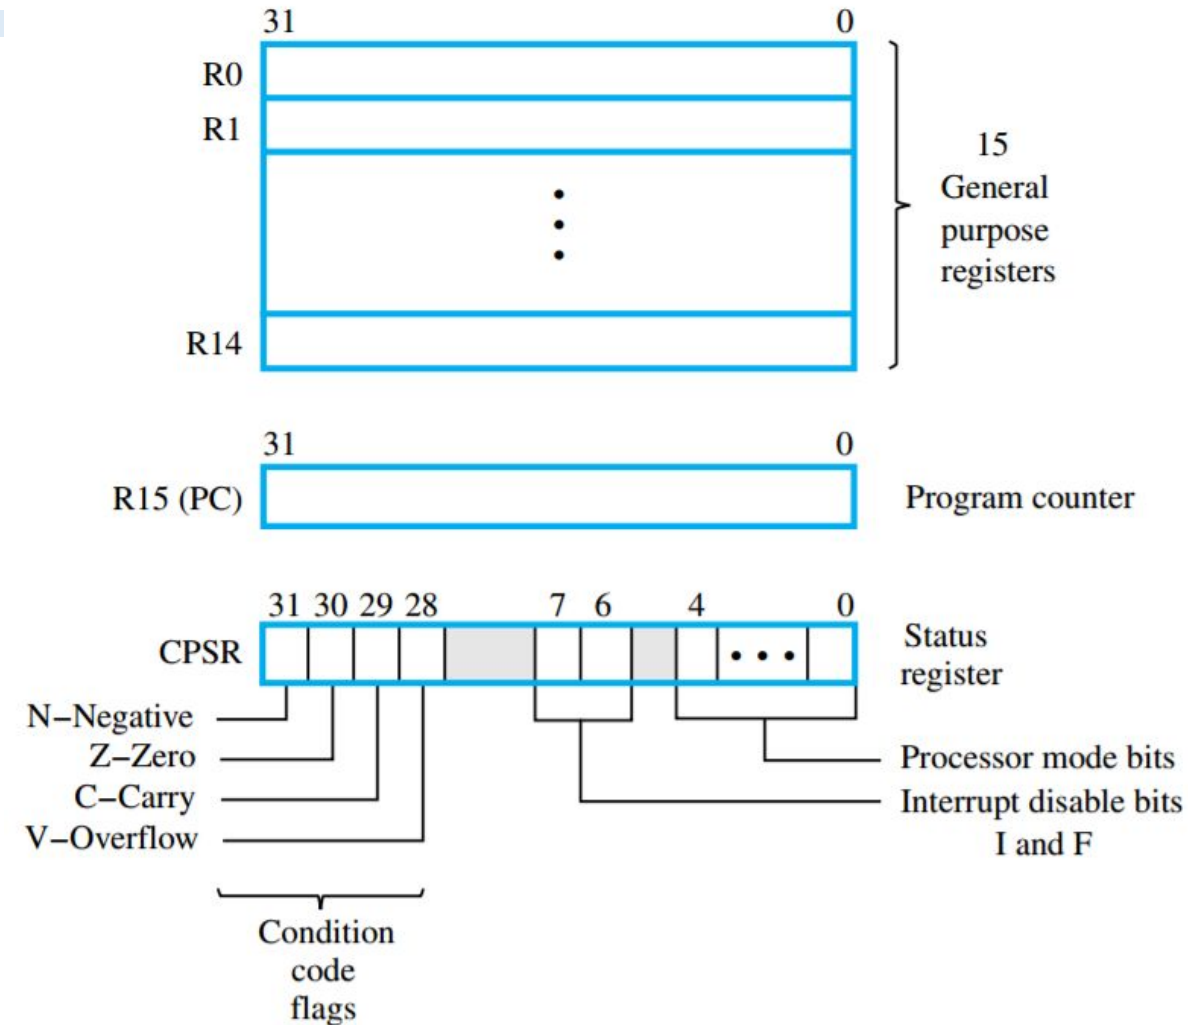 31 0
R0
R1
15
General
purpose
registers
R14
31 0
R15 (PC)
Program counter
31 30 29 28 7 6 4 0
CPSR
Status
register
N–Negative
Z–Zero
C–Carry
V–Overflow
Processor mode bits
Interrupt disable bits
I and F
Condition
code
flags